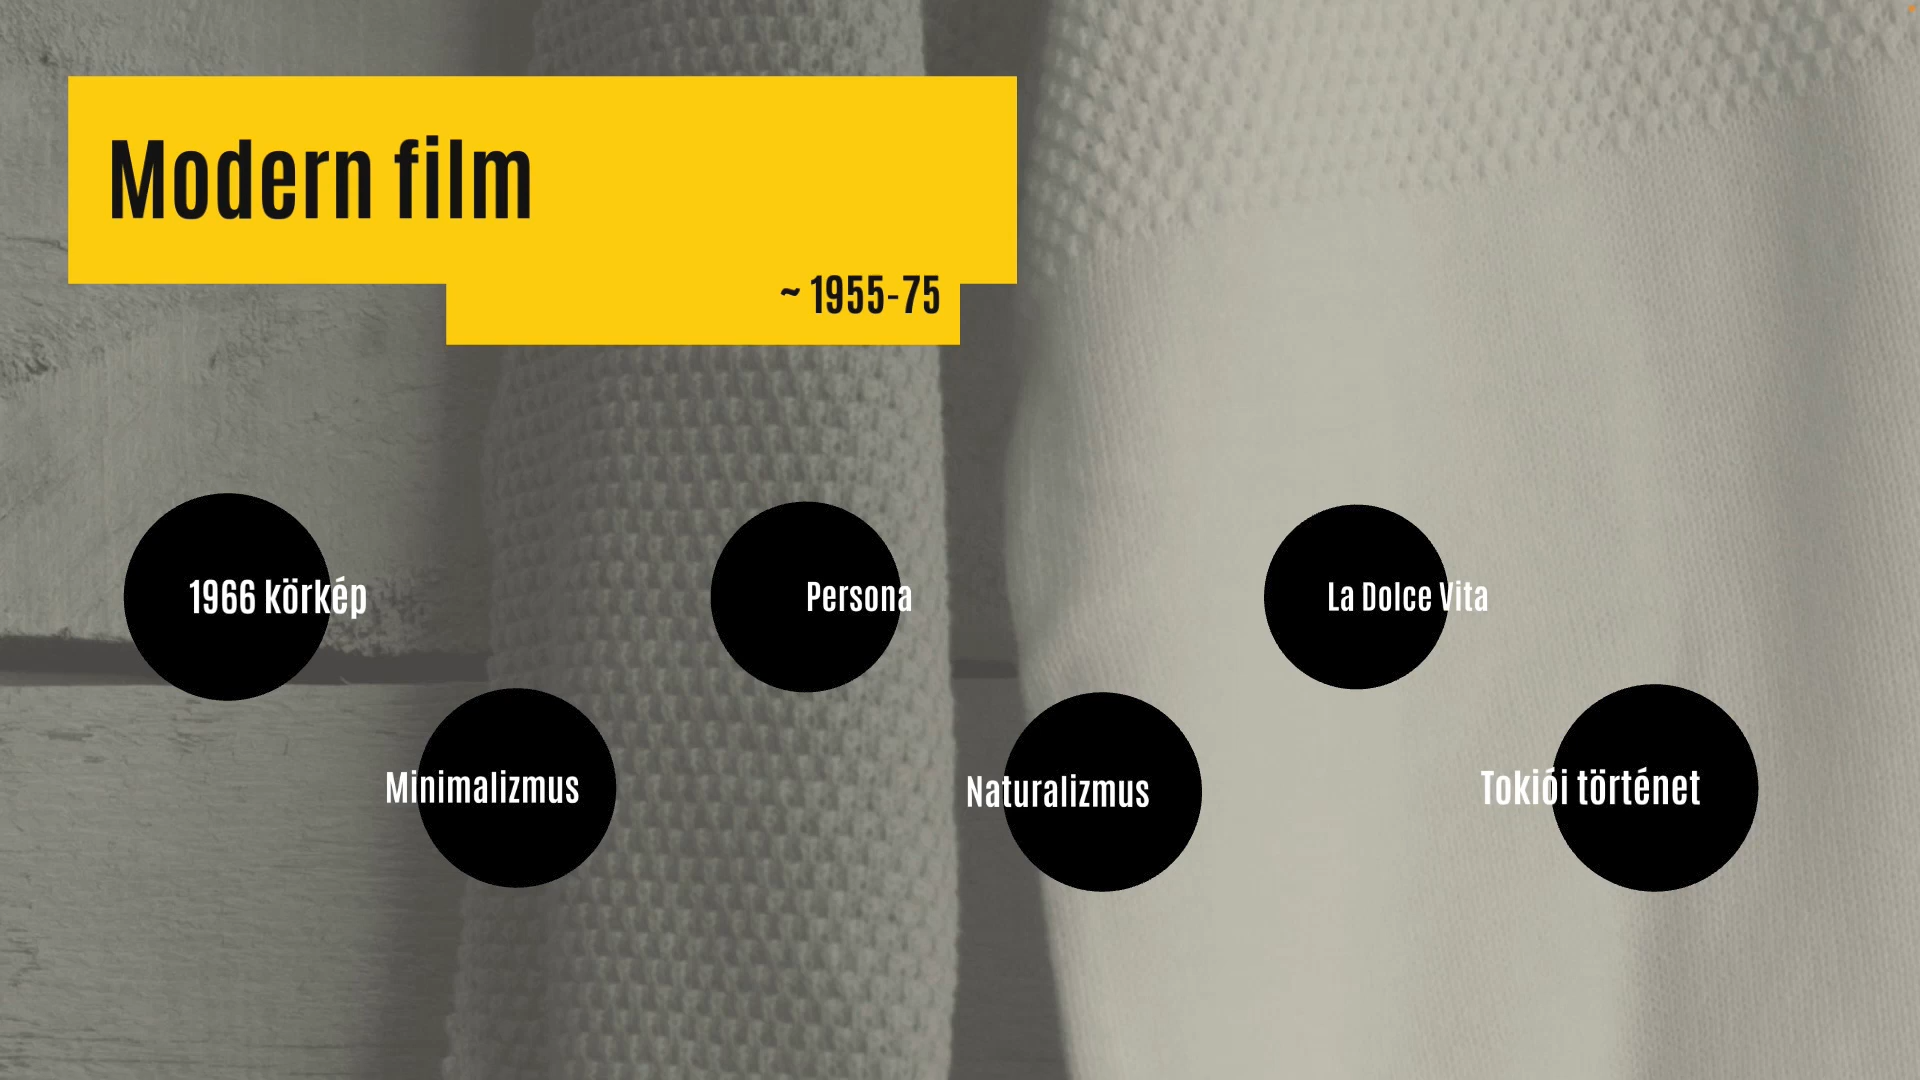 Modern film
~ 1955-75
1966 körkép
Persona
La Dolce Vita
Minimalizmus
Naturalizmus
Tokiói történet